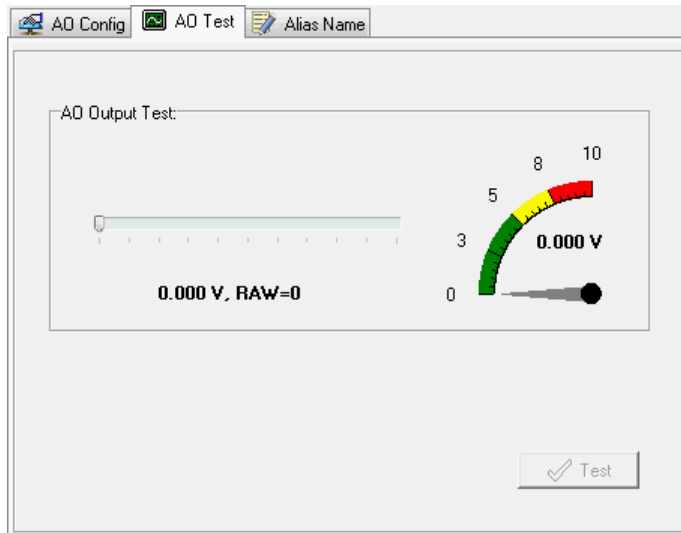 AO Config AO Test Alias Name
AO Output Test:
10
8
5
3
0.000 V
0.000 V, RAW=0
0
Test